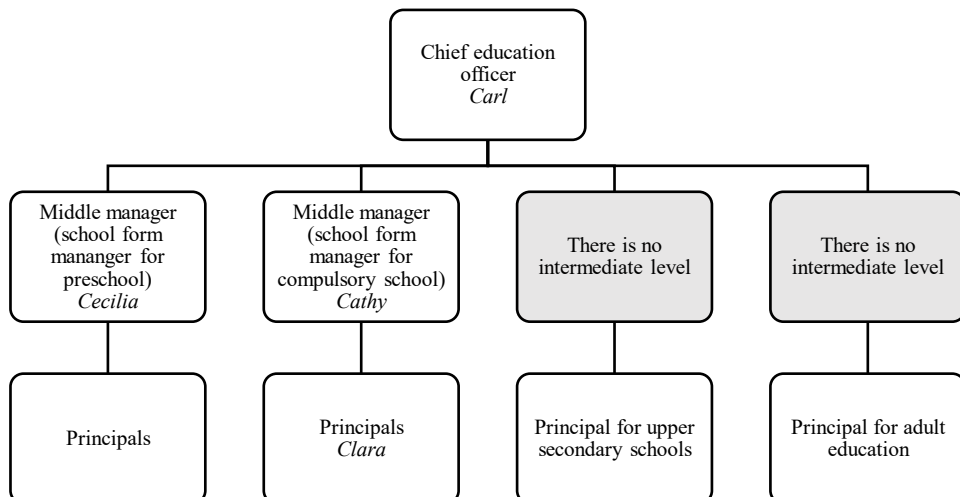 Chief education
officer
Carl
Middle manager
(school form
mananger for
preschool)
Cecilia
Middle manager
(school form
manager for
compulsory school)
Cathy
There is no
intermediate level
There is no
intermediate level
Principals
Principals
Clara
Principal for upper
secondary schools
Principal for adult
education